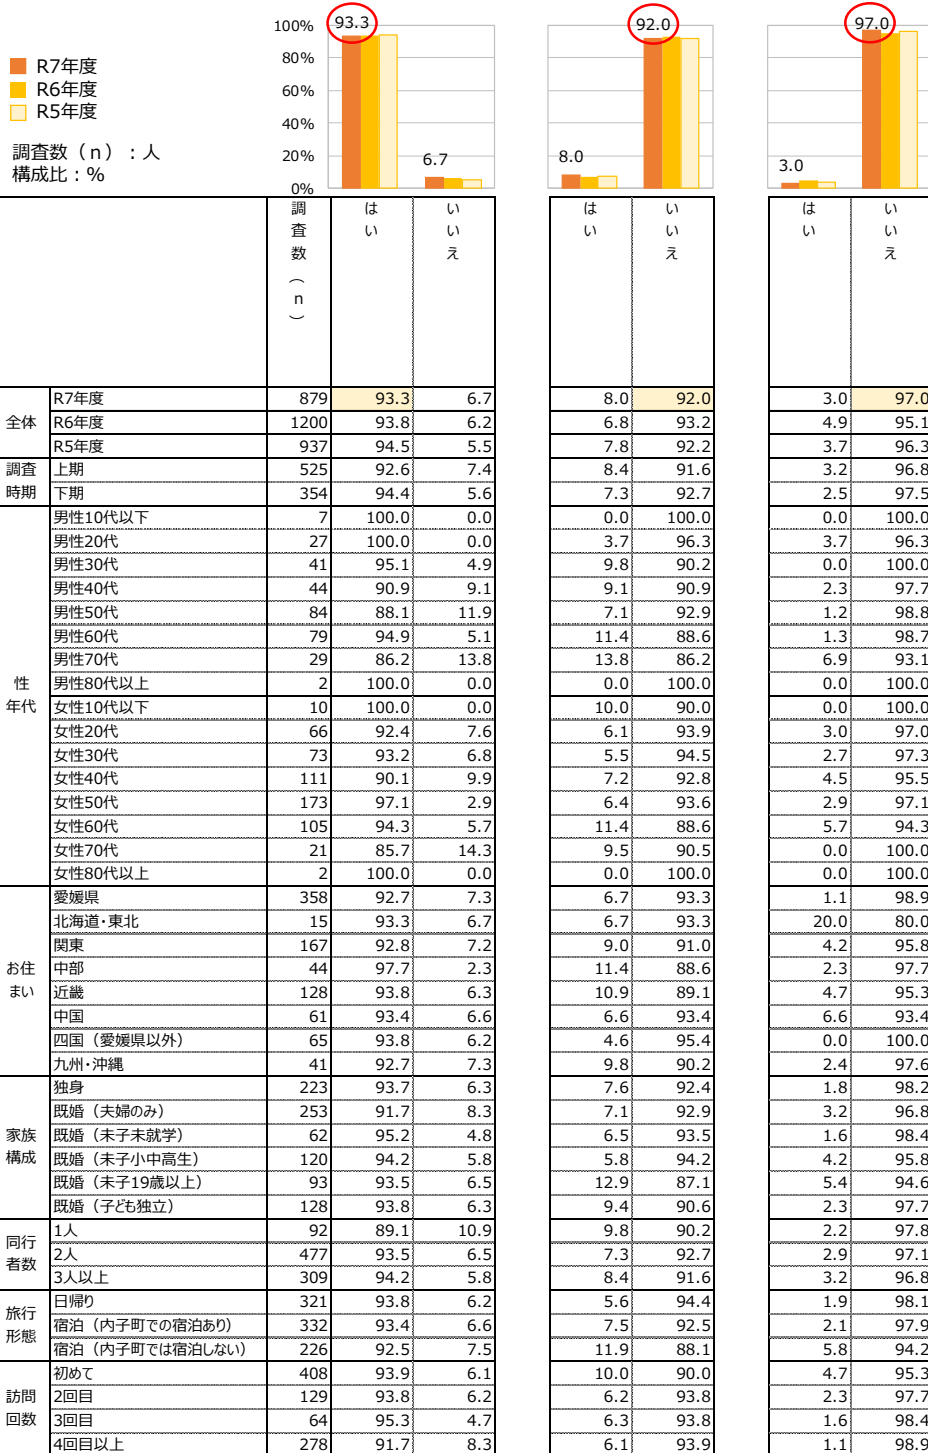 100%
80%
60%
40%
20%
0%
R7年度
R6年度
R5年度
調査数（n）：人
構成比：%
93.3
6.7
8.0
92.0
3.0
97.0
調査数（n） はい いいえ はい いいえ はい いいえ
全体
R7年度 879 93.3 6.7 8.0 92.0 3.0 97.0
R6年度 1200 93.8 6.2 6.8 93.2 4.9 95.1
R5年度 937 94.5 5.5 7.8 92.2 3.7 96.3
調査時期
上期 525 92.6 7.4 8.4 91.6 3.2 96.8
下期 354 94.4 5.6 7.3 92.7 2.5 97.5
性年代
男性10代以下 7 100.0 0.0 0.0 100.0 0.0 100.0
男性20代 27 100.0 0.0 3.7 96.3 3.7 96.3
男性30代 41 95.1 4.9 9.8 90.2 0.0 100.0
男性40代 44 90.9 9.1 9.1 90.9 2.3 97.7
男性50代 84 88.1 11.9 7.1 92.9 1.2 98.8
男性60代 79 94.9 5.1 11.4 88.6 1.3 98.7
男性70代 29 86.2 13.8 13.8 86.2 6.9 93.1
男性80代以上 2 100.0 0.0 0.0 100.0 0.0 100.0
女性10代以下 10 100.0 0.0 10.0 90.0 0.0 100.0
女性20代 66 92.4 7.6 6.1 93.9 3.0 97.0
女性30代 73 93.2 6.8 5.5 94.5 2.7 97.3
女性40代 111 90.1 9.9 7.2 92.8 4.5 95.5
女性50代 173 97.1 2.9 6.4 93.6 2.9 97.1
女性60代 105 94.3 5.7 11.4 88.6 5.7 94.3
女性70代 21 85.7 14.3 9.5 90.5 0.0 100.0
女性80代以上 2 100.0 0.0 0.0 100.0 0.0 100.0
お住まい
愛媛県 358 92.7 7.3 6.7 93.3 1.1 98.9
北海道・東北 15 93.3 6.7 6.7 93.3 20.0 80.0
関東 167 92.8 7.2 9.0 91.0 4.2 95.8
中部 44 97.7 2.3 11.4 88.6 2.3 97.7
近畿 128 93.8 6.3 10.9 89.1 4.7 95.3
中国 61 93.4 6.6 6.6 93.4 6.6 93.4
四国（愛媛県以外） 65 93.8 6.2 4.6 95.4 0.0 100.0
九州・沖縄 41 92.7 7.3 9.8 90.2 2.4 97.6
家族構成
独身 223 93.7 6.3 7.6 92.4 1.8 98.2
既婚（夫婦のみ） 253 91.7 8.3 7.1 92.9 3.2 96.8
既婚（末子未就学） 62 95.2 4.8 6.5 93.5 1.6 98.4
既婚（末子小中高生） 120 94.2 5.8 5.8 94.2 4.2 95.8
既婚（末子19歳以上） 93 93.5 6.5 12.9 87.1 5.4 94.6
既婚（子ども独立） 128 93.8 6.3 9.4 90.6 2.3 97.7
同行者数
1人 92 89.1 10.9 9.8 90.2 2.2 97.8
2人 477 93.5 6.5 7.3 92.7 2.9 97.1
3人以上 309 94.2 5.8 8.4 91.6 3.2 96.8
旅行形態
日帰り 321 93.8 6.2 5.6 94.4 1.9 98.1
宿泊（内子町での宿泊あり） 332 93.4 6.6 7.5 92.5 2.1 97.9
宿泊（内子町では宿泊しない） 226 92.5 7.5 11.9 88.1 5.8 94.2
訪問回数
初めて 408 93.9 6.1 10.0 90.0 4.7 95.3
2回目 129 93.8 6.2 6.2 93.8 2.3 97.7
3回目 64 95.3 4.7 6.3 93.8 1.6 98.4
4回目以上 278 91.7 8.3 6.1 93.9 1.1 98.9